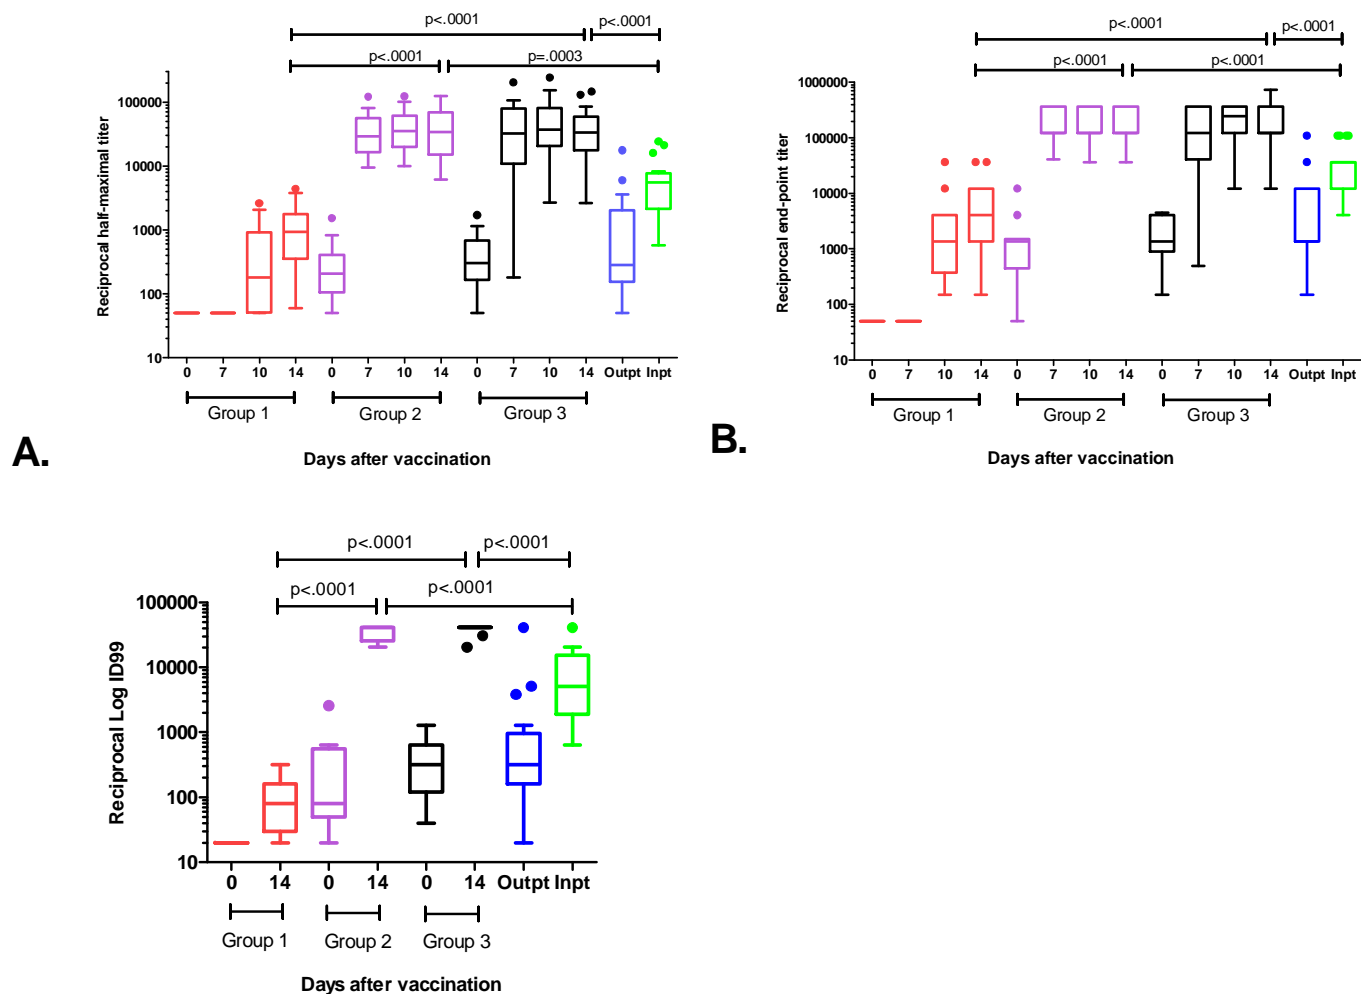 p<.0001 p<.0001
p<.0001 p=.0003
Reciprocal half-maximal titer
100000
10000
1000
100
10
0 7 10 14 0 7 10 14 0 7 10 14 Outpt Inpt
Group 1 Group 2 Group 3
A.
Days after vaccination
p<.0001 p<.0001
p<.0001 p<.0001
Reciprocal end-point titer
1000000
100000
10000
1000
100
10
0 7 10 14 0 7 10 14 0 7 10 14 Outpt Inpt
Group 1 Group 2 Group 3
B.
Days after vaccination
p<.0001 p<.0001
p<.0001 p<.0001
Reciprocal Log ID99
100000
10000
1000
100
10
0 14 0 14 0 14 Outpt Inpt
Group 1 Group 2 Group 3
Days after vaccination